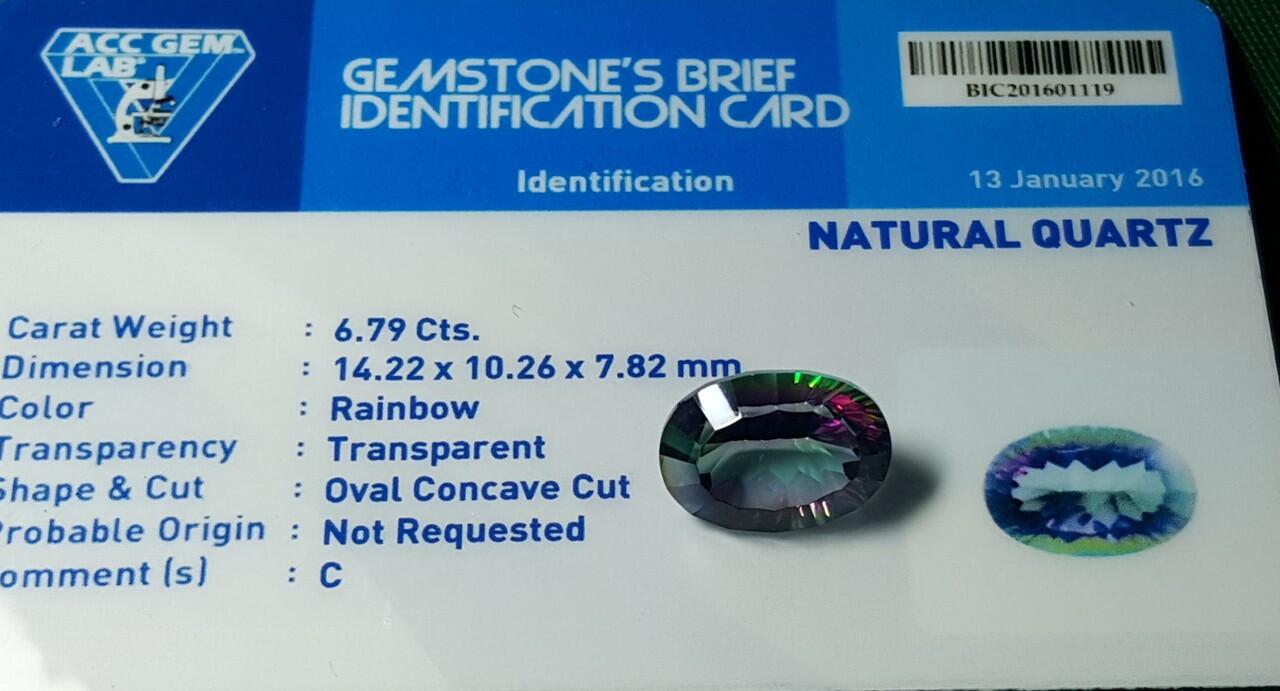 ACC GEM
LAB
GEMSTONE'S BRIEF
IDENTIFICATION CARD
BIC201601119
Identification
13 January 2016
NATURAL QUARTZ
Carat Weight : 6.79 Cts.
Dimension : 14.22 x 10.26 x 7.82 mm
Color : Rainbow
Transparency : Transparent
Shape & Cut : Oval Concave Cut
Probable Origin : Not Requested
omment (s) : C